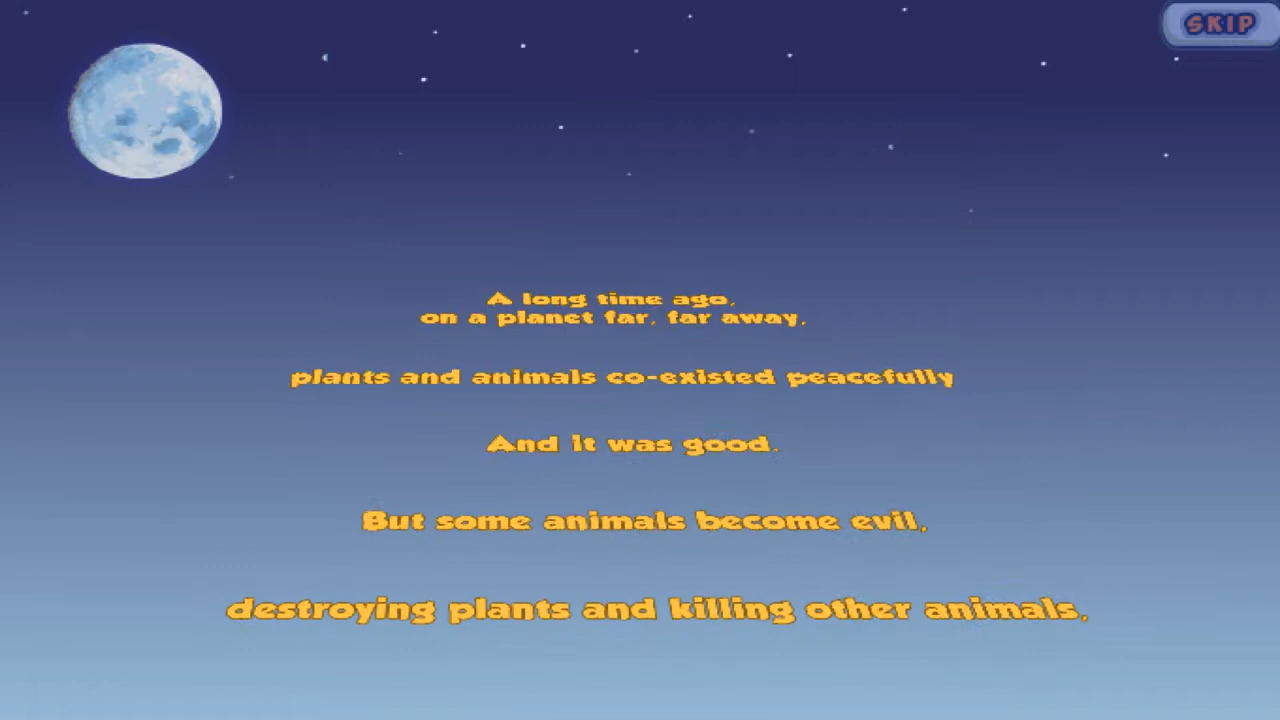 SKIP
A long time ago,
on a planet far, far away,
plants and animals co-existed peacefully
And it was good.
But some animals become evil,
destroying plants and killing other animals,